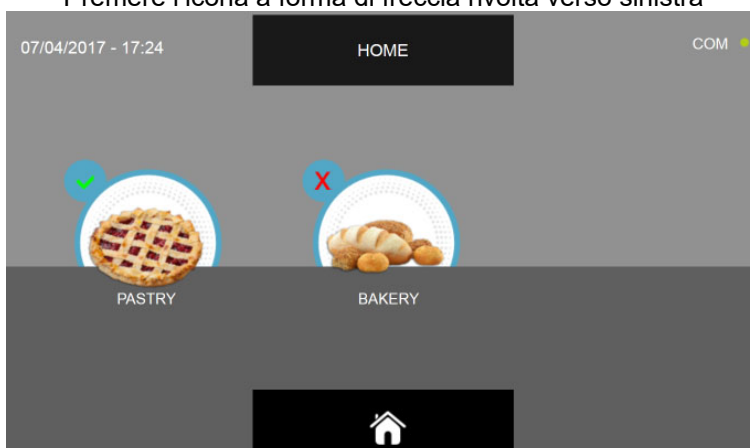 Premere l'icona a forma di freccia rivolta verso sinistra
07/04/2017 - 17:24
HOME
COM
PASTRY
BAKERY